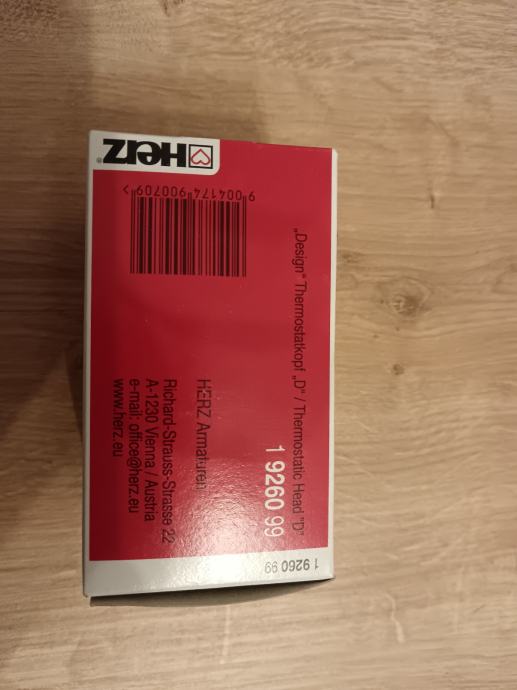 HERZ®
9 004174 900709 >
„Design“ Thermostatkopf „D“ / Thermostatic Head "D"
1 9260 99
HERZ Armaturen
Richard-Strauss-Strasse 22
A-1230 Vienna / Austria
e-mail: office@herz.eu
www.herz.eu
1 9260 99